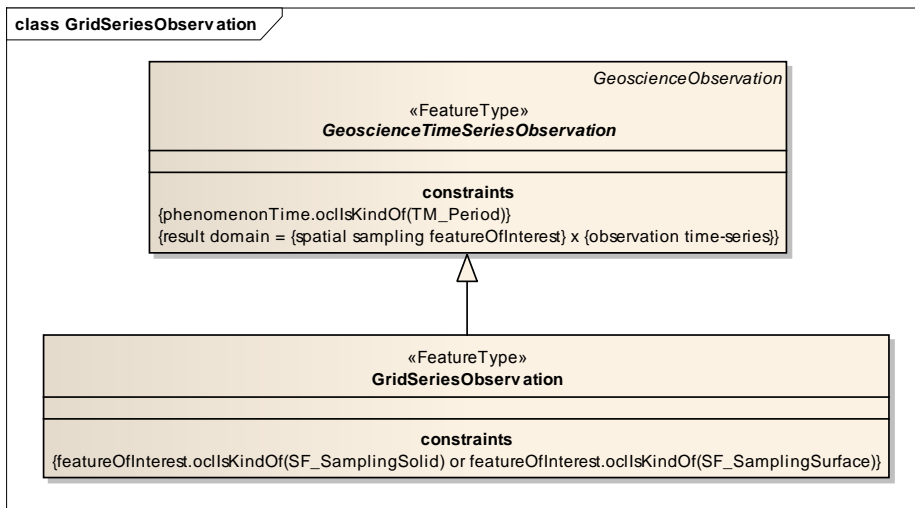 class GridSeriesObservation
GeoscienceObservation
«FeatureType»
GeoscienceTimeSeriesObservation
constraints
{phenomenonTime.oclIsKindOf(TM_Period)}
{result domain = {spatial sampling featureOfInterest} x {observation time-series}}
«FeatureType»
GridSeriesObservation
constraints
{featureOfInterest.oclIsKindOf(SF_SamplingSolid) or featureOfInterest.oclIsKindOf(SF_SamplingSurface)}